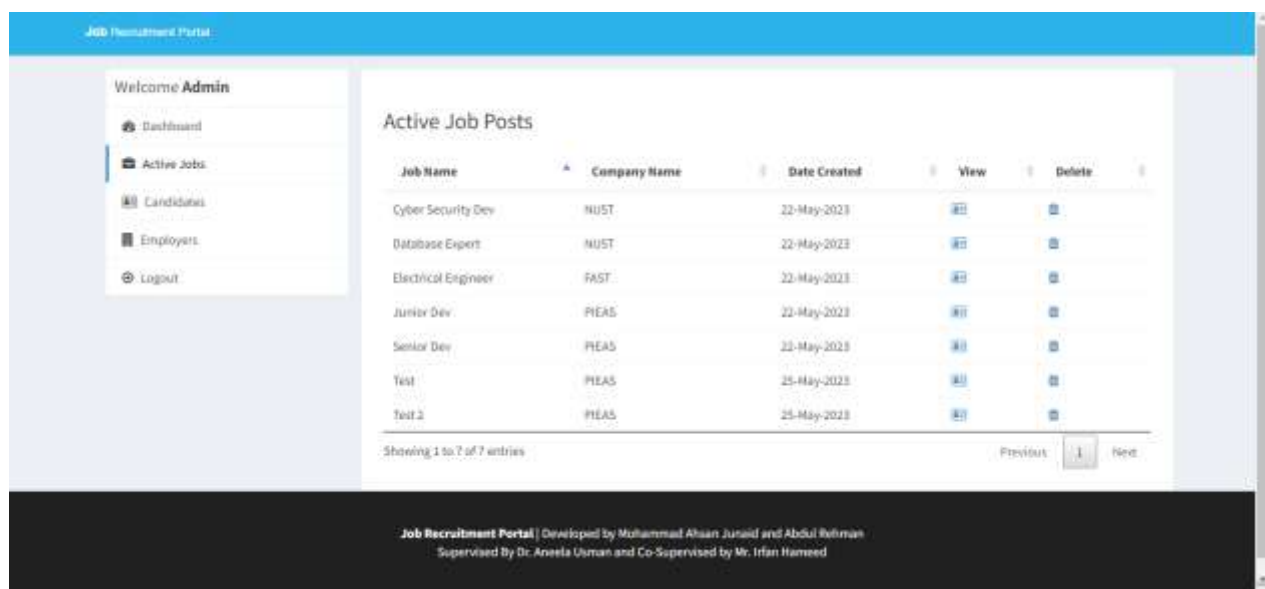 Job Recruitment Portal
Welcome Admin
Dashboard
Active Jobs
Candidates
Employers
Logout
Active Job Posts
Job Name Company Name Date Created View Delete
Cyber Security Dev NUST 22-May-2023
Database Expert NUST 22-May-2023
Electrical Engineer FAST 22-May-2023
Junior Dev PIEAS 22-May-2023
Senior Dev PIEAS 22-May-2023
Test PIEAS 25-May-2023
Test 2 PIEAS 25-May-2023
Showing 1 to 7 of 7 entries
Previous 1 Next
Job Recruitment Portal | Developed by Mohammad Ahsan Junaid and Abdul Rehman
Supervised By Dr. Aneela Usman and Co-Supervised by Mr. Irfan Hameed